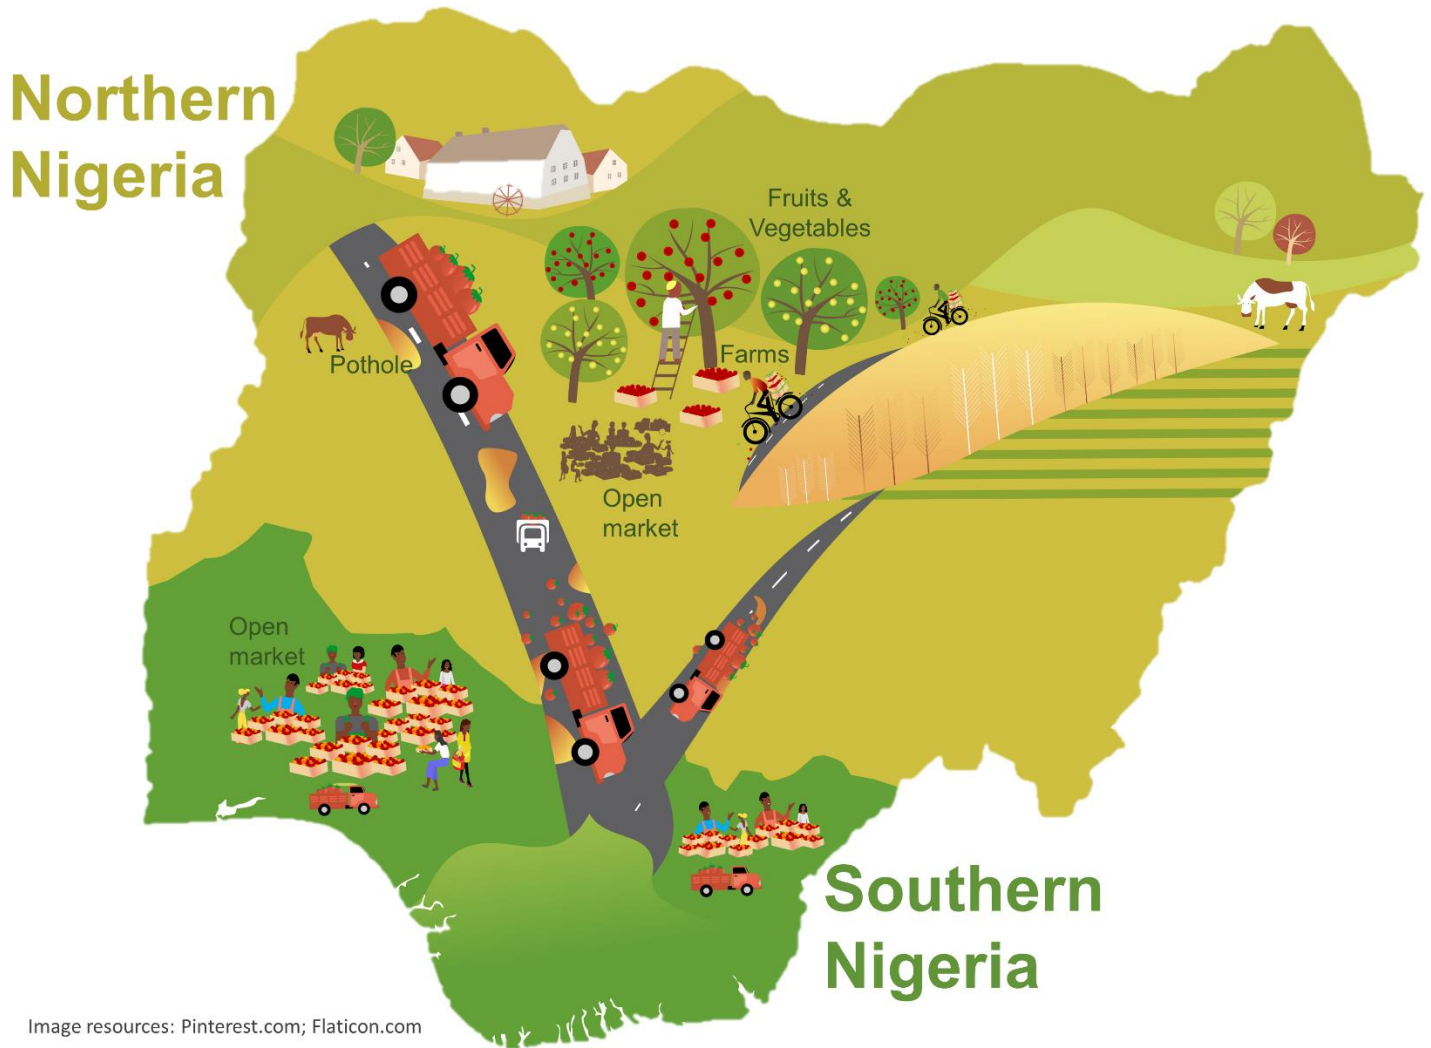 Northern
Nigeria
Fruits &
Vegetables
Pothole
Farms
Open
market
Open
market
Southern
Nigeria
Image resources: Pinterest.com; Flaticon.com